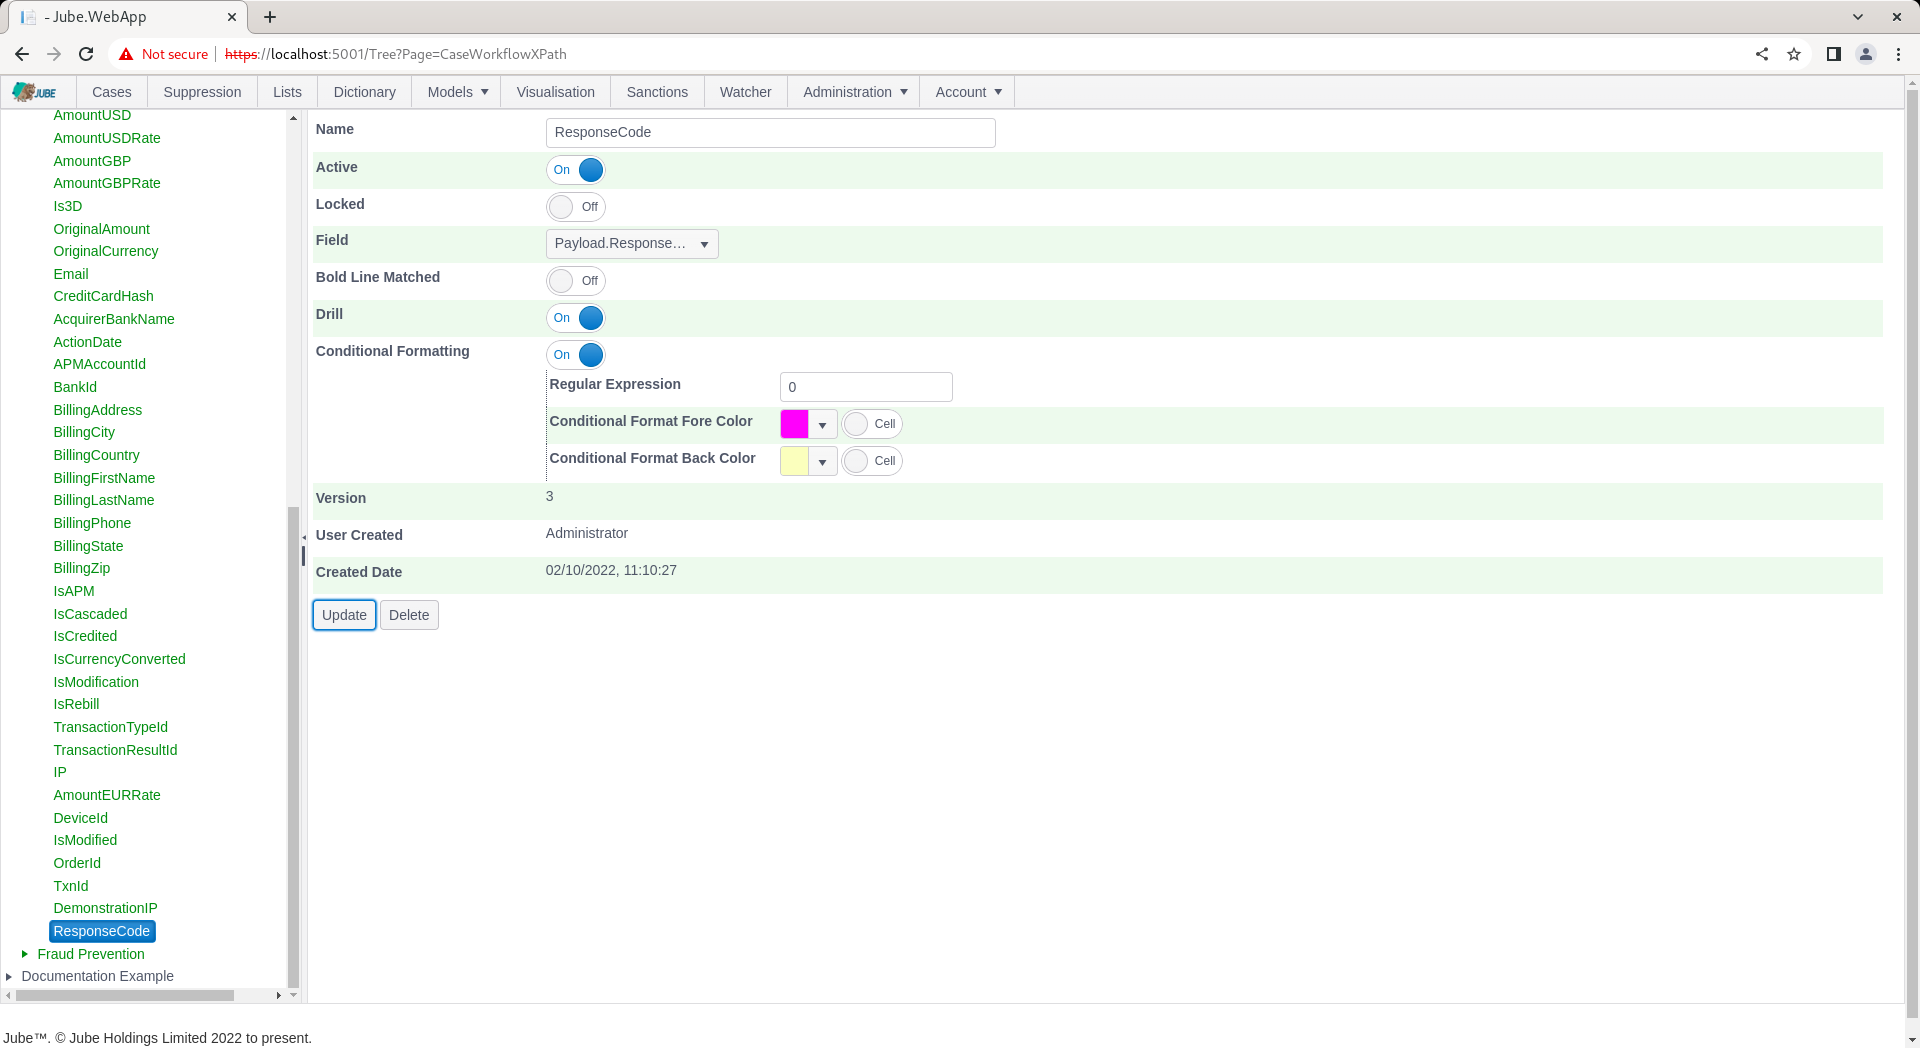 - Jube.WebApp
Not secure
https://localhost:5001/Tree?Page=CaseWorkflowXPath
JUBE
Cases
Suppression
Lists
Dictionary
Models
Visualisation
Sanctions
Watcher
Administration
Account
AmountUSD
AmountUSDRate
AmountGBP
AmountGBPRate
Is3D
OriginalAmount
OriginalCurrency
Email
CreditCardHash
AcquirerBankName
ActionDate
APMAccountId
BankId
BillingAddress
BillingCity
BillingCountry
BillingFirstName
BillingLastName
BillingPhone
BillingState
BillingZip
IsAPM
IsCascaded
IsCredited
IsCurrencyConverted
IsModification
IsRebill
TransactionTypeId
TransactionResultId
IP
AmountEURRate
DeviceId
IsModified
OrderId
TxnId
DemonstrationIP
ResponseCode
Fraud Prevention
Documentation Example
Name
ResponseCode
Active
On
Locked
Off
Field
Payload.Response...
Bold Line Matched
Off
Drill
On
Conditional Formatting
On
Regular Expression
0
Conditional Format Fore Color
Cell
Conditional Format Back Color
Cell
Version
3
User Created
Administrator
Created Date
02/10/2022, 11:10:27
Update
Delete
Jube™. © Jube Holdings Limited 2022 to present.